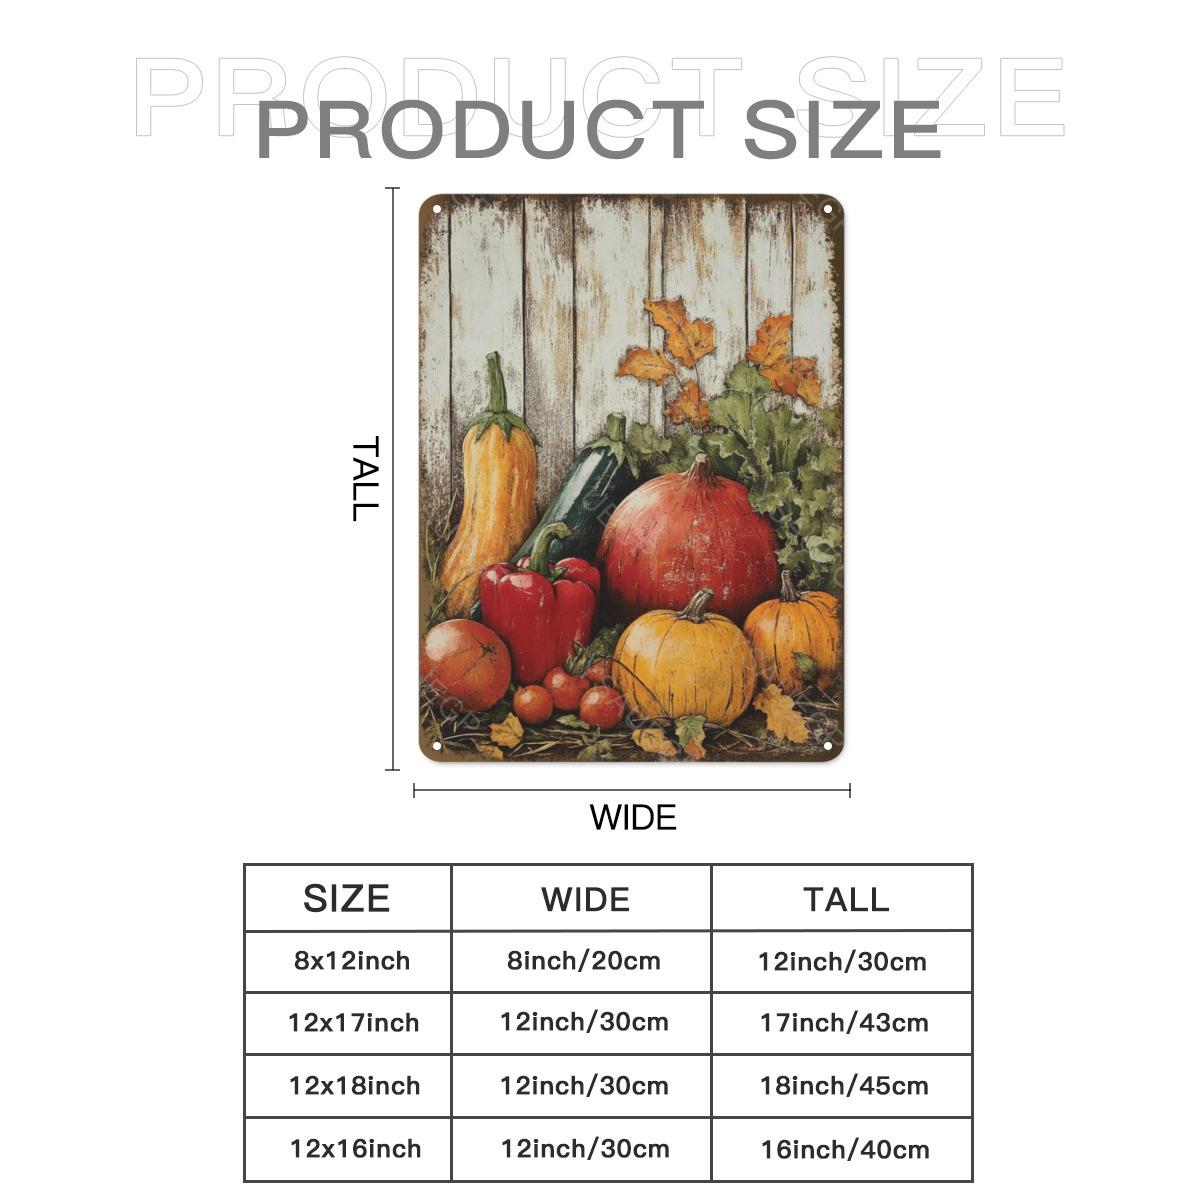 PRODUCT SIZE
PRODUCT SIZE
TALL
WIDE
SIZE WIDE TALL
8x12inch 8inch/20cm 12inch/30cm
12x17inch 12inch/30cm 17inch/43cm
12x18inch 12inch/30cm 18inch/45cm
12x16inch 12inch/30cm 16inch/40cm